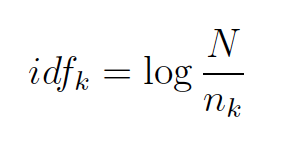 idf_k = log N / n_k